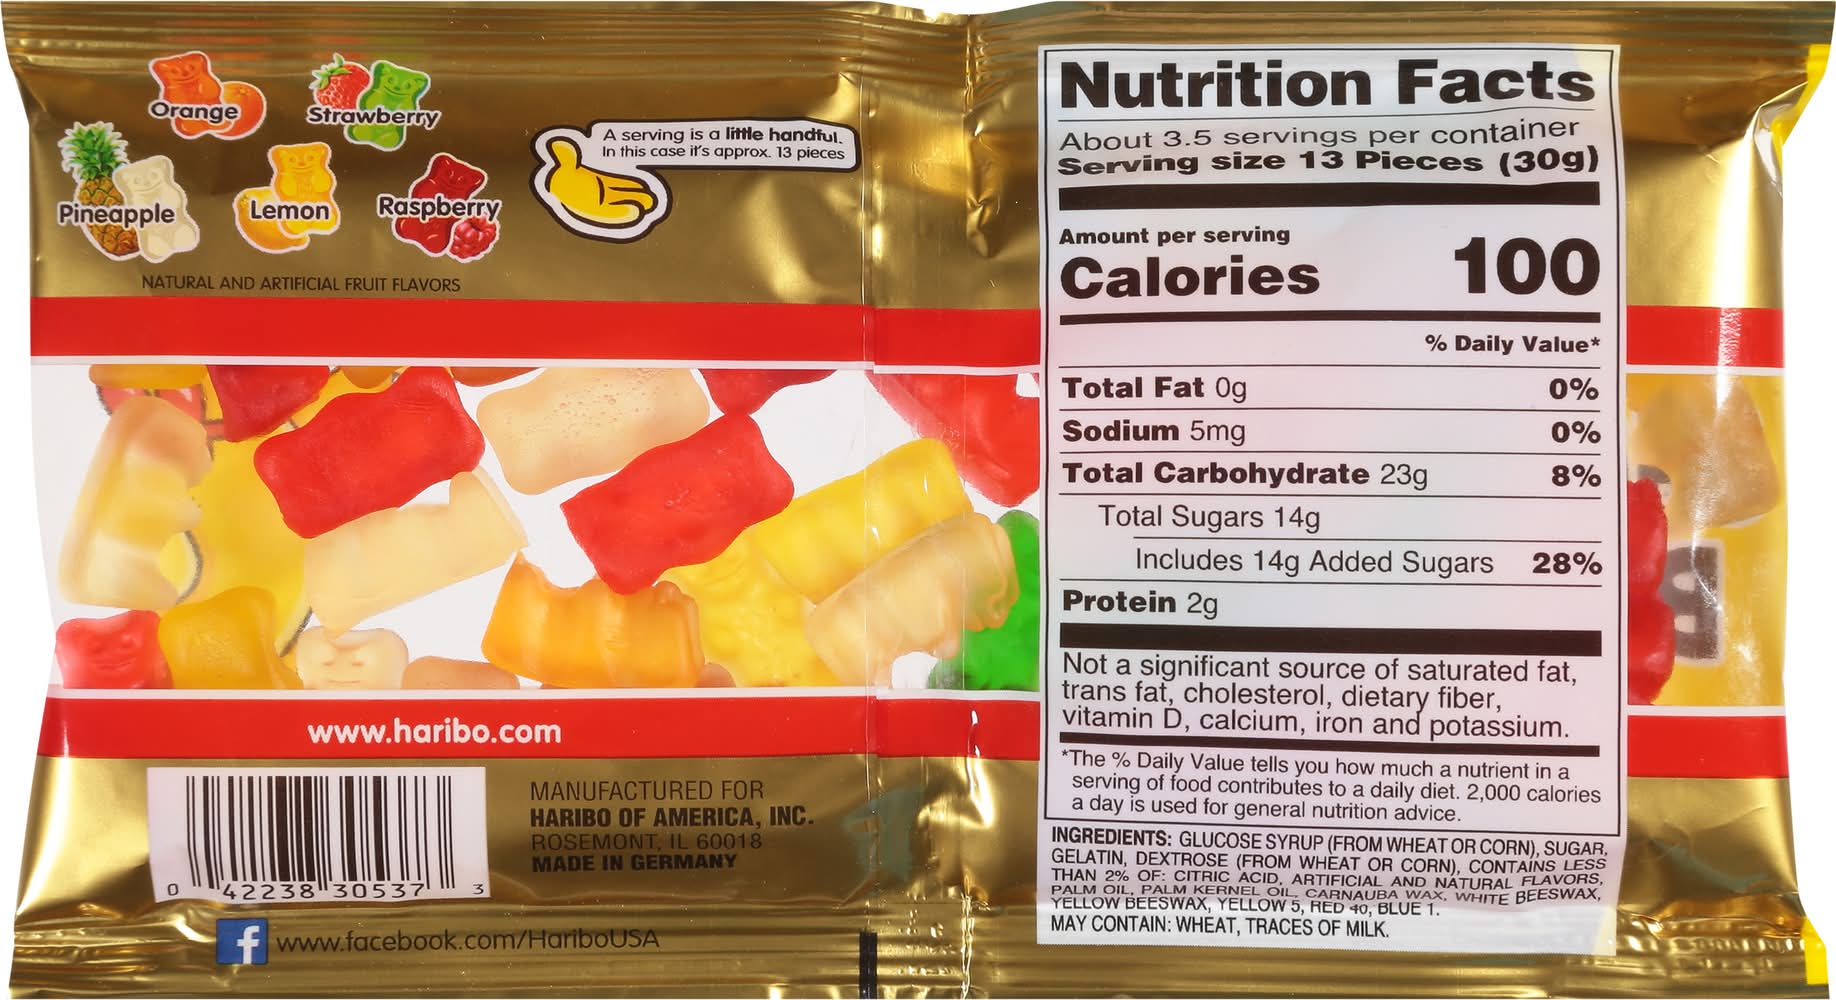 Orange
Strawberry
Pineapple
Lemon
Raspberry
NATURAL AND ARTIFICIAL FRUIT FLAVORS
A serving is a little handful.
In this case it's approx. 13 pieces
www.haribo.com
0 42238 30537 3
MANUFACTURED FOR
HARIBO OF AMERICA, INC.
ROSEMONT, IL 60018
MADE IN GERMANY
www.facebook.com/HariboUSA
Nutrition Facts
About 3.5 servings per container
Serving size 13 Pieces (30g)
Amount per serving
Calories 100
% Daily Value*
Total Fat 0g 0%
Sodium 5mg 0%
Total Carbohydrate 23g 8%
Total Sugars 14g
Includes 14g Added Sugars 28%
Protein 2g
Not a significant source of saturated fat,
trans fat, cholesterol, dietary fiber,
vitamin D, calcium, iron and potassium.
*The % Daily Value tells you how much a nutrient in a
serving of food contributes to a daily diet. 2,000 calories
a day is used for general nutrition advice.
INGREDIENTS: GLUCOSE SYRUP (FROM WHEAT OR CORN), SUGAR,
GELATIN, DEXTROSE (FROM WHEAT OR CORN), CONTAINS LESS
THAN 2% OF: CITRIC ACID, ARTIFICIAL AND NATURAL FLAVORS,
PALM OIL, PALM KERNEL OIL, CARNAUBA WAX, WHITE BEESWAX,
YELLOW BEESWAX, YELLOW 5, RED 40, BLUE 1.
MAY CONTAIN: WHEAT, TRACES OF MILK.